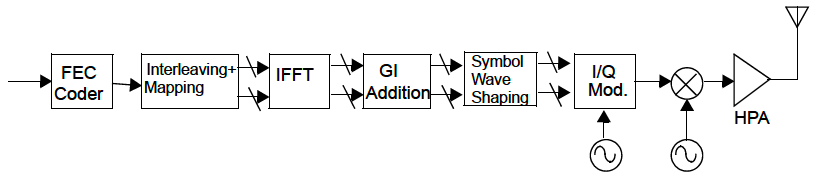 FEC
Coder
Interleaving+
Mapping
IFFT
GI
Addition
Symbol
Wave
Shaping
I/Q
Mod.
HPA